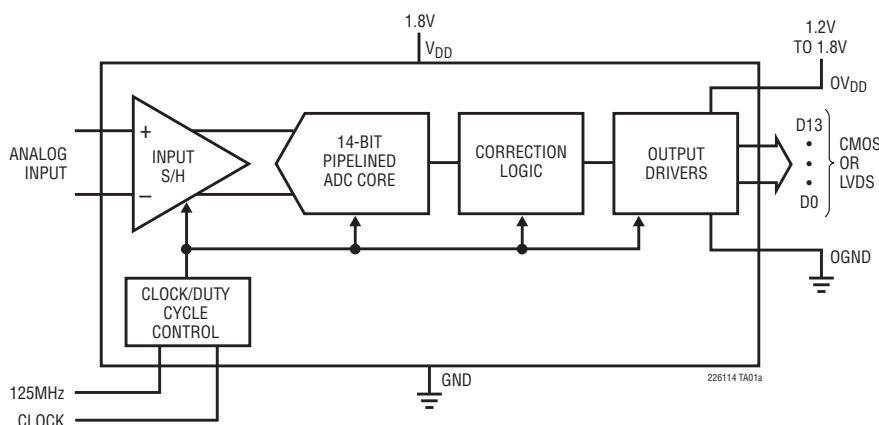 1.8V
VDD
1.2V
TO 1.8V
OVDD
ANALOG
INPUT
+
−
INPUT
S/H
14-BIT
PIPELINED
ADC CORE
CORRECTION
LOGIC
OUTPUT
DRIVERS
D13
•
•
•
D0
CMOS
OR
LVDS
OGND
CLOCK/DUTY
CYCLE
CONTROL
GND
226114 TA01a
125MHz
CLOCK